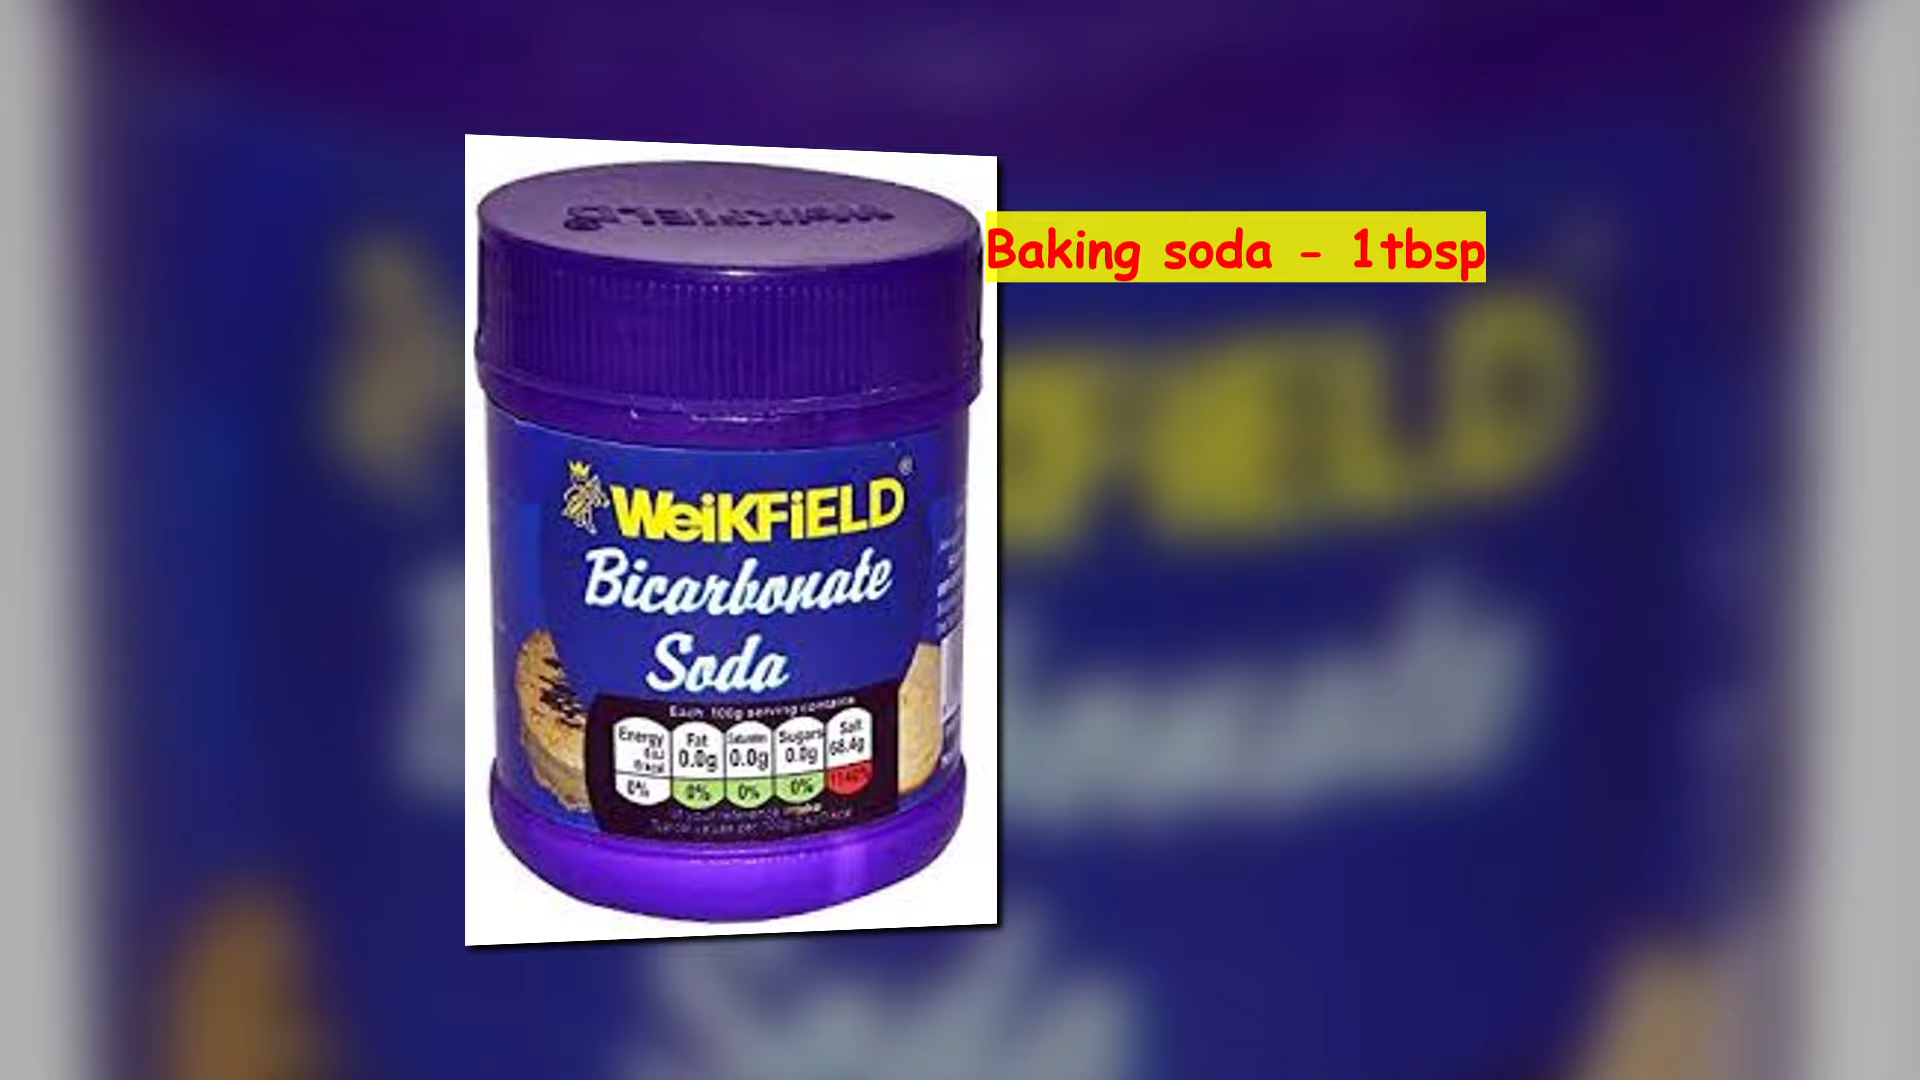 Baking soda - 1tbsp
WeiKFiELD
Bicarbonate
Soda
Each 100g serving contains
Energy Fat Saturates Sugars Salt
0.0g 0.0g 0.0g 68.4g
0% 0% 0% 0%